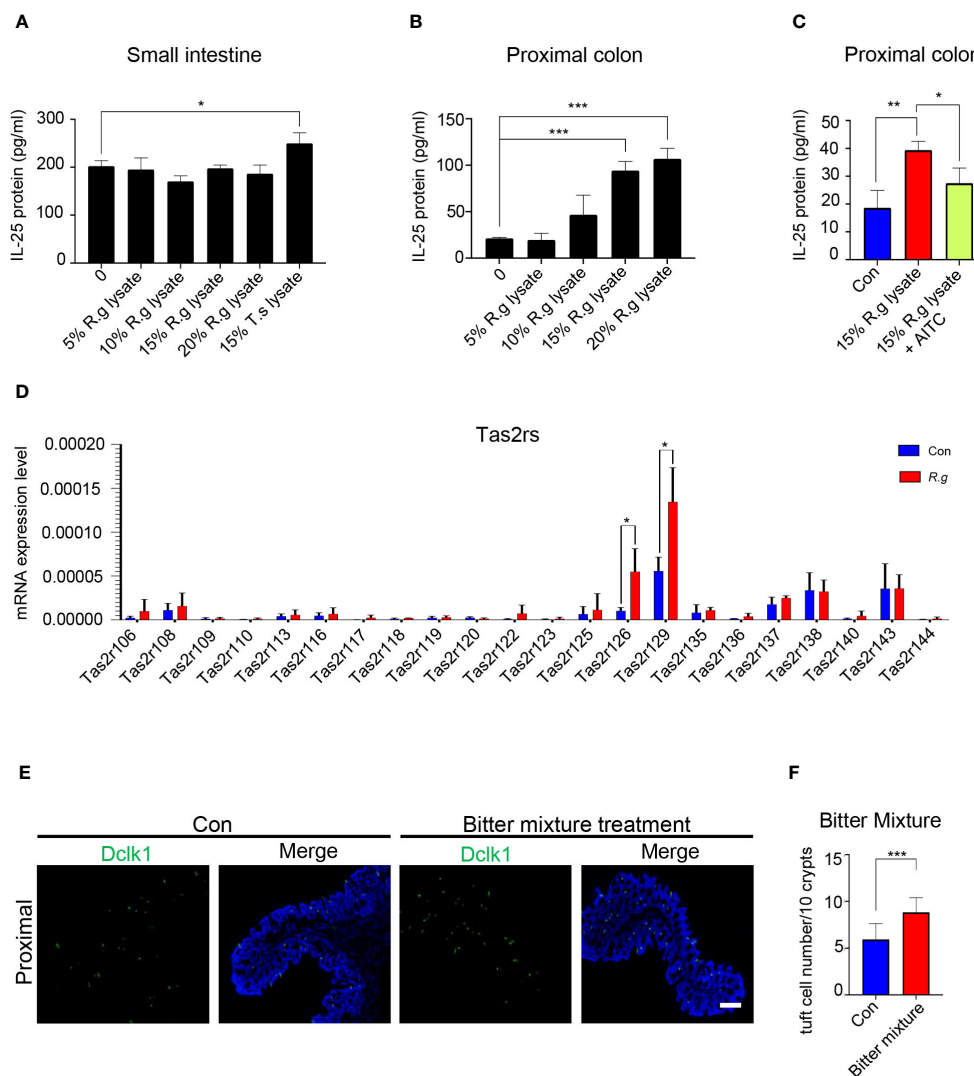 A
Small intestine
IL-25 protein (pg/ml)
300
200
200
0
*
0
5% R.g lysate
10% R.g lysate
15% R.g lysate
20% R.g lysate
15% T.s lysate
B
Proximal colon
IL-25 protein (pg/ml)
150
100
50
0
***
***
0
5% R.g lysate
10% R.g lysate
15% R.g lysate
20% R.g lysate
C
Proximal colon
IL-25 protein (pg/ml)
50
40
30
20
10
0
**
*
Con
15% R.g lysate
15% R.g lysate
+ AITC
D
Tas2rs
mRNA expression level
0.00020
0.00015
0.00010
0.00005
0.00000
*
*
Con
R.g
Tas2r106
Tas2r108
Tas2r109
Tas2r110
Tas2r113
Tas2r116
Tas2r117
Tas2r118
Tas2r119
Tas2r120
Tas2r122
Tas2r123
Tas2r125
Tas2r126
Tas2r129
Tas2r135
Tas2r136
Tas2r137
Tas2r138
Tas2r140
Tas2r143
Tas2r144
E
Con
Bitter mixture treatment
Dclk1
Merge
Dclk1
Merge
Proximal
F
Bitter Mixture
tuft cell number/10 crypts
15
10
5
0
***
Con
Bitter mixture